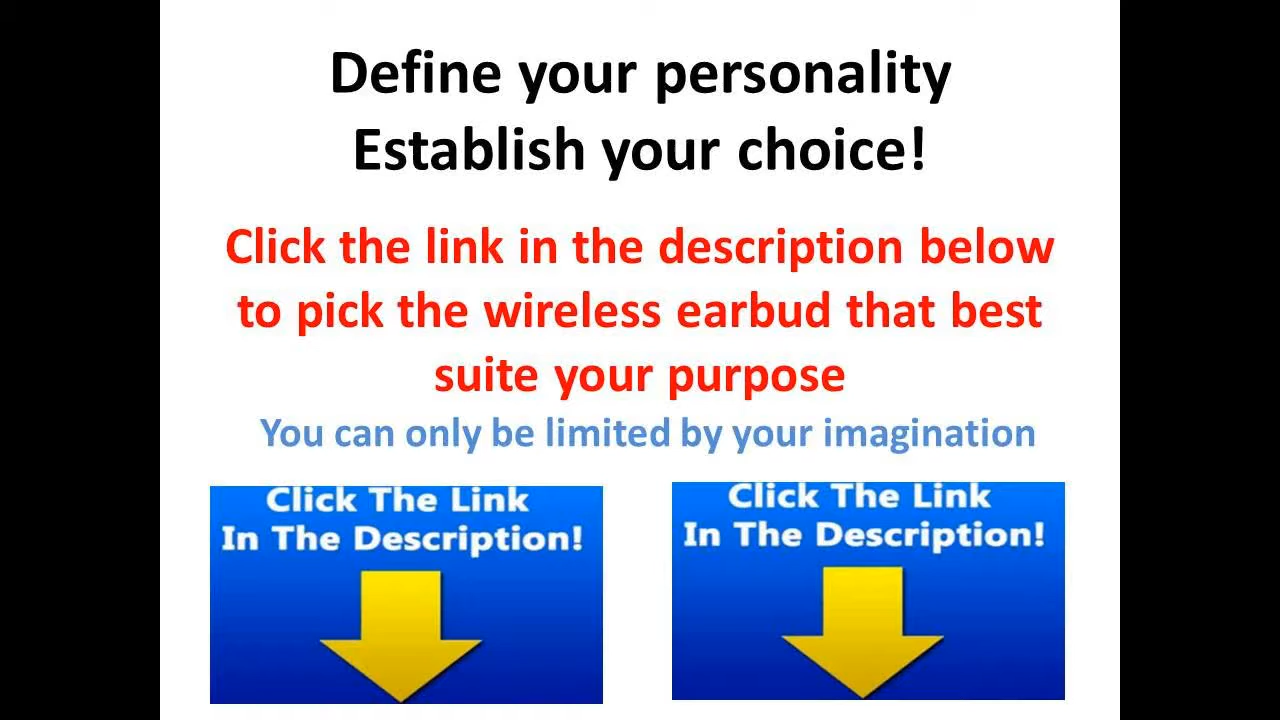 Define your personality
Establish your choice!
Click the link in the description below
to pick the wireless earbud that best
suite your purpose
You can only be limited by your imagination
Click The Link
In The Description!
Click The Link
In The Description!